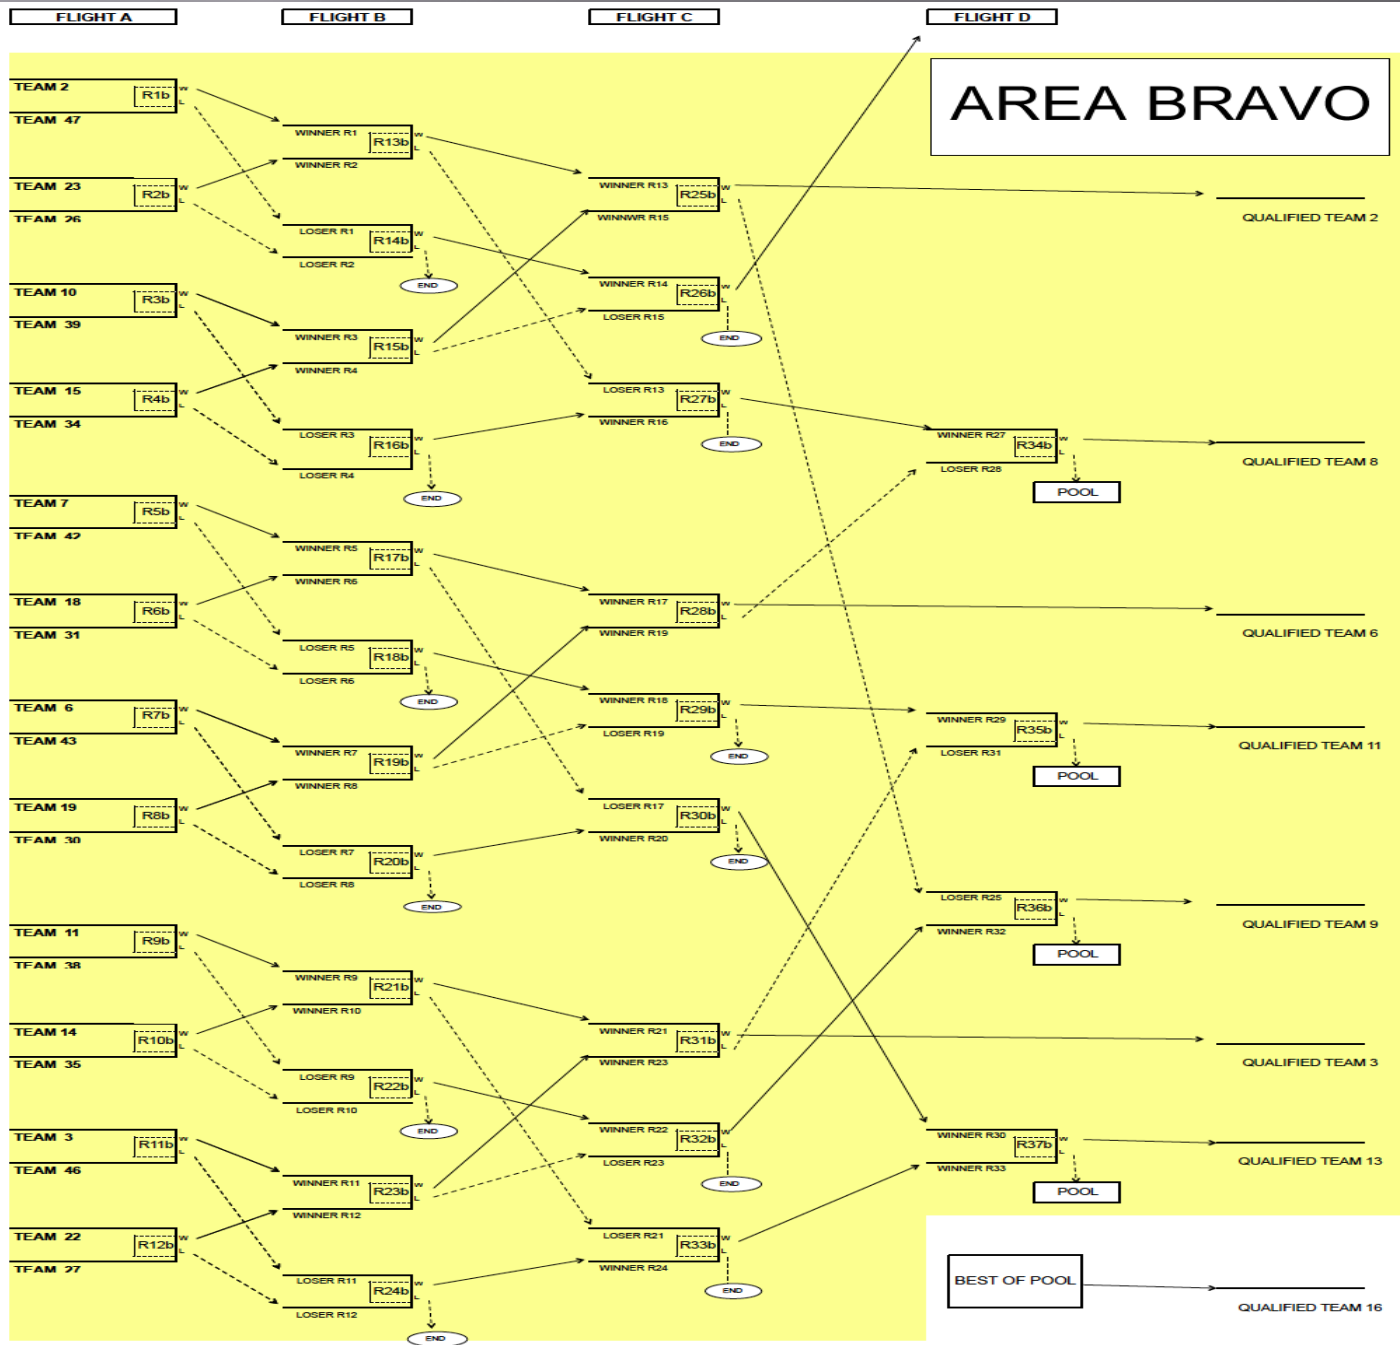 FLIGHT A
FLIGHT B
FLIGHT C
FLIGHT D
AREA BRAVO
TEAM 2
R1b
W
L
TEAM 47
TEAM 23
R2b
W
L
TEAM 26
TEAM 10
R3b
W
L
TEAM 39
TEAM 15
R4b
W
L
TEAM 34
TEAM 7
R5b
W
L
TEAM 42
TEAM 18
R6b
W
L
TEAM 31
TEAM 6
R7b
W
L
TEAM 43
TEAM 19
R8b
W
L
TEAM 30
TEAM 11
R9b
W
L
TEAM 38
TEAM 14
R10b
W
L
TEAM 35
TEAM 3
R11b
W
L
TEAM 46
TEAM 22
R12b
W
L
TEAM 27
WINNER R1
R13b
W
L
WINNER R2
LOSER R1
R14b
W
L
LOSER R2
END
WINNER R3
R15b
W
L
WINNER R4
LOSER R3
R16b
W
L
LOSER R4
END
WINNER R5
R17b
W
L
WINNER R6
LOSER R5
R18b
W
L
LOSER R6
END
WINNER R7
R19b
W
L
WINNER R8
LOSER R7
R20b
W
L
LOSER R8
END
WINNER R9
R21b
W
L
WINNER R10
LOSER R9
R22b
W
L
LOSER R10
END
WINNER R11
R23b
W
L
WINNER R12
LOSER R11
R24b
W
L
LOSER R12
END
WINNER R13
R25b
W
L
WINNWR R15
WINNER R14
R26b
W
L
LOSER R15
END
LOSER R13
R27b
W
L
WINNER R16
END
WINNER R17
R28b
W
L
WINNER R19
WINNER R18
R29b
W
L
LOSER R19
END
LOSER R17
R30b
W
L
WINNER R20
END
WINNER R21
R31b
W
L
WINNER R23
WINNER R22
R32b
W
L
LOSER R23
END
LOSER R21
R33b
W
L
WINNER R24
END
WINNER R27
R34b
W
L
LOSER R28
POOL
WINNER R29
R35b
W
L
LOSER R31
POOL
LOSER R25
R36b
W
L
WINNER R32
POOL
WINNER R30
R37b
W
L
WINNER R33
POOL
BEST OF POOL
QUALIFIED TEAM 2
QUALIFIED TEAM 8
QUALIFIED TEAM 6
QUALIFIED TEAM 11
QUALIFIED TEAM 9
QUALIFIED TEAM 3
QUALIFIED TEAM 13
QUALIFIED TEAM 16